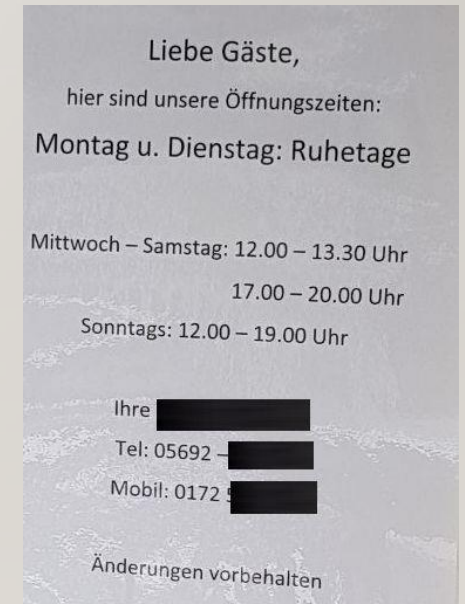 Liebe Gäste,
hier sind unsere Öffnungszeiten:
Montag u. Dienstag: Ruhetage
Mittwoch – Samstag: 12.00 – 13.30 Uhr
17.00 – 20.00 Uhr
Sonntags: 12.00 – 19.00 Uhr
Ihre
Tel: 05692 –
Mobil: 0172
Änderungen vorbehalten